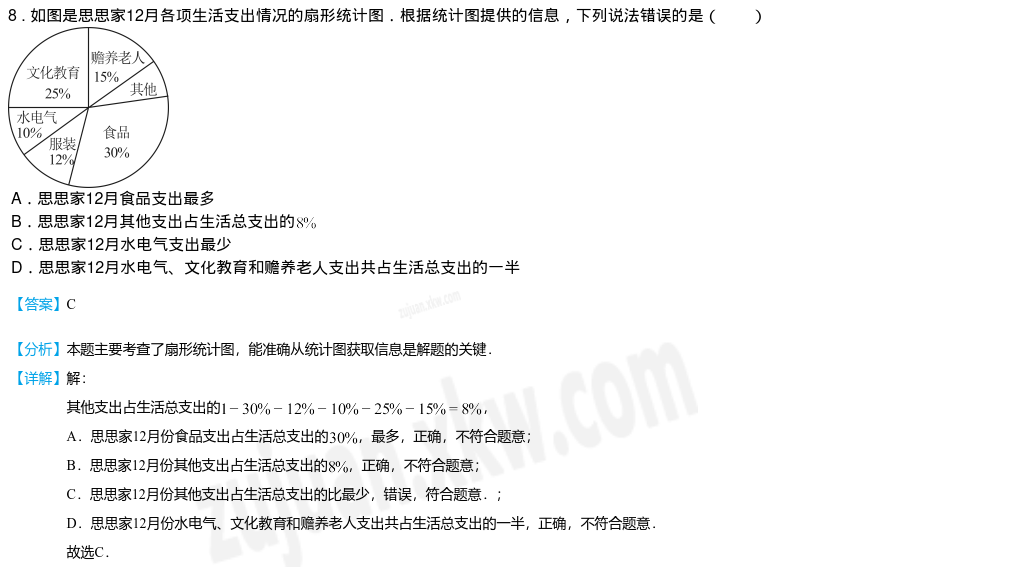 8．如图是思思家12月各项生活支出情况的扇形统计图．根据统计图提供的信息，下列说法错误的是（　　）
赡养老人
15%
文化教育
25%
其他
水电气
10%
服装
12%
食品
30%
A．思思家12月食品支出最多
B．思思家12月其他支出占生活总支出的8%
C．思思家12月水电气支出最少
D．思思家12月水电气、文化教育和赡养老人支出共占生活总支出的一半
【答案】C
【分析】本题主要考查了扇形统计图，能准确从统计图获取信息是解题的关键．
【详解】解：
其他支出占生活总支出的1－30%－12%－10%－25%－15%=8%，
A．思思家12月份食品支出占生活总支出的30%，最多，正确，不符合题意；
B．思思家12月份其他支出占生活总支出的8%，正确，不符合题意；
C．思思家12月份其他支出占生活总支出的比最少，错误，符合题意．；
D．思思家12月份水电气、文化教育和赡养老人支出共占生活总支出的一半，正确，不符合题意．
故选C．
zujuan.xkw.com
zujuan.xkw.com